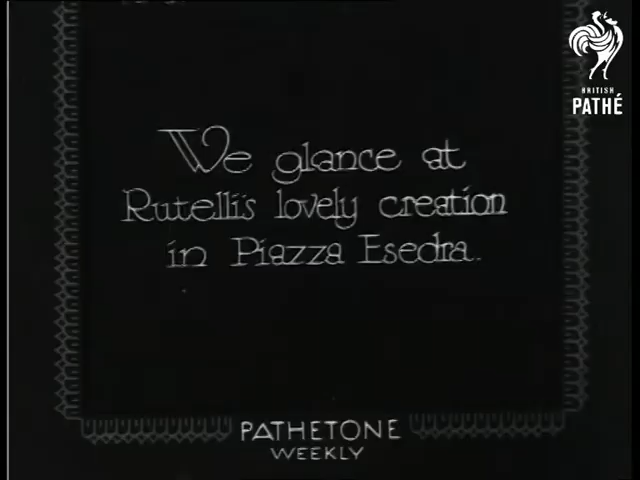 BRITISH
PATHÉ
We glance at
Rutelli's lovely creation
in Piazza Esedra.
PATHETONE
WEEKLY